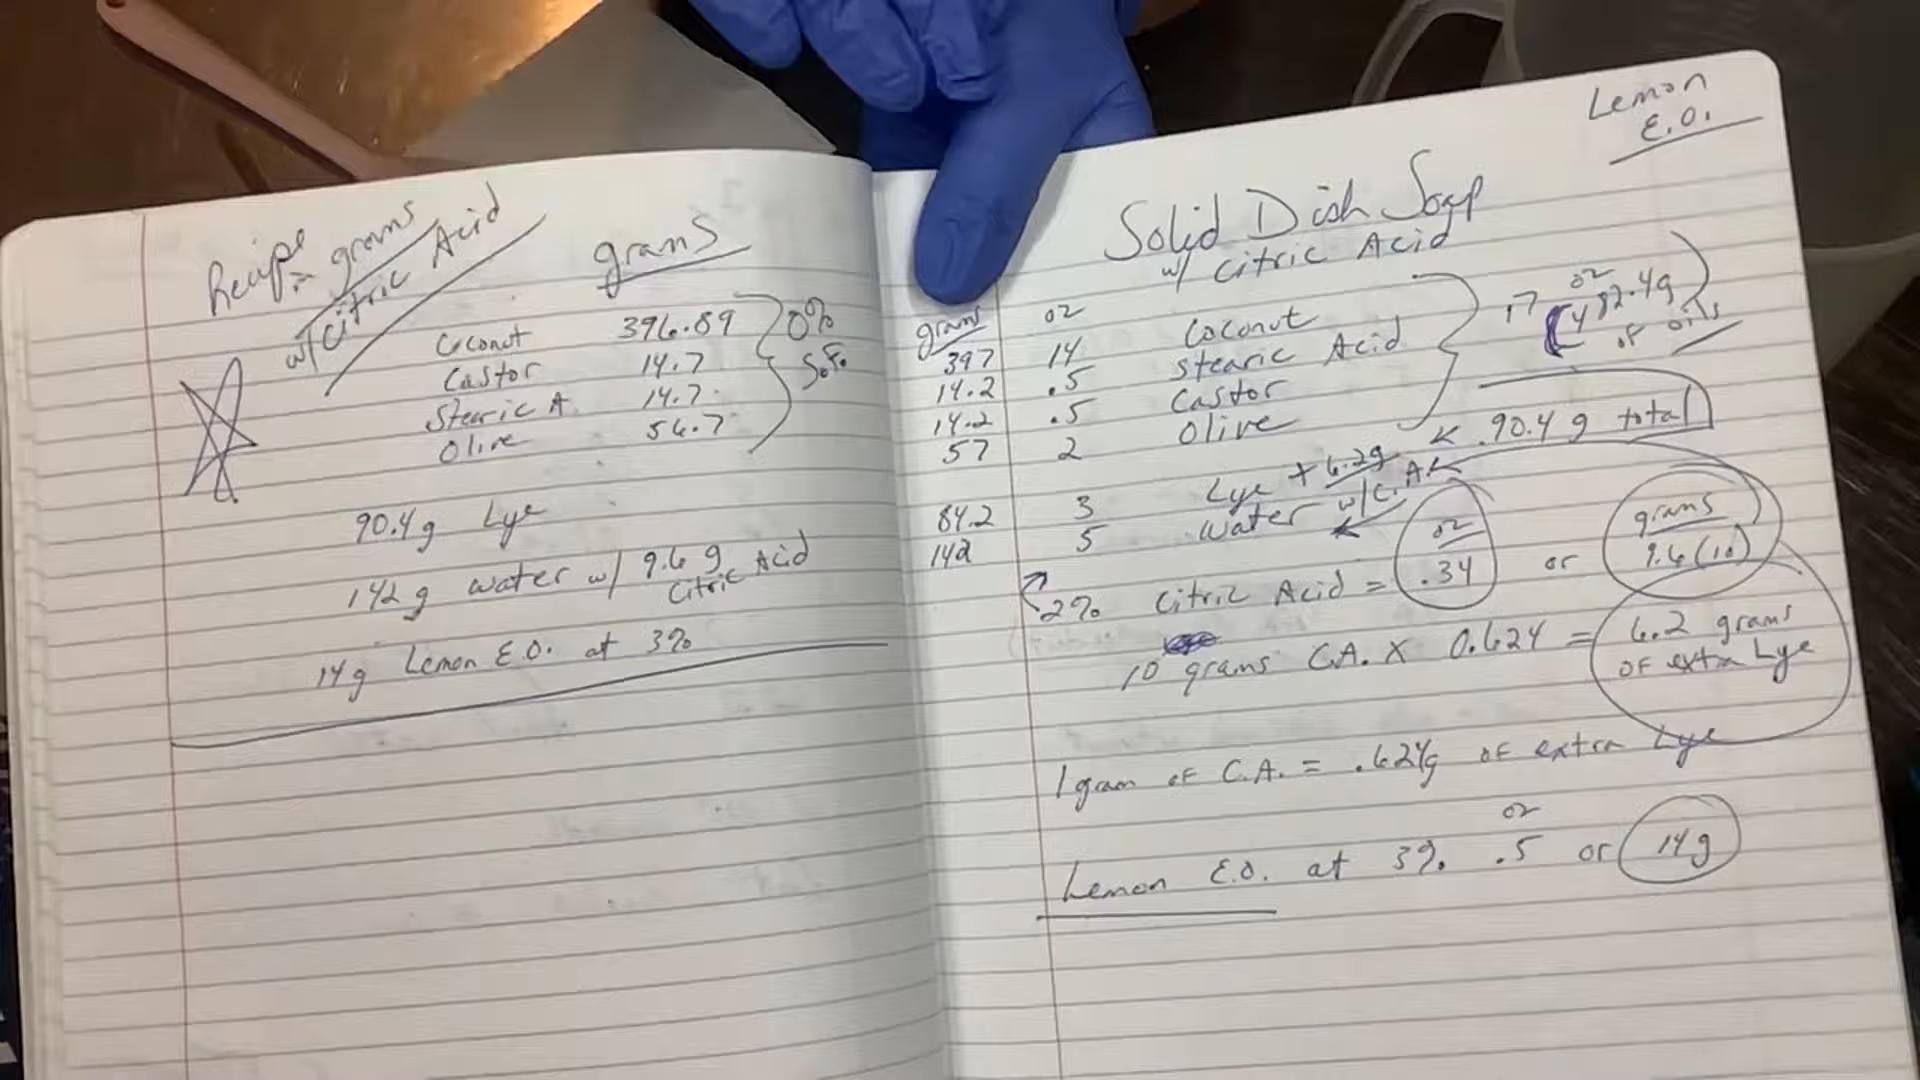 Recipe in grams
w/ Citric Acid
grams
Coconut 396.89
Castor 14.7
Stearic A. 14.7
Olive 56.7
0%
S.F.
90.4g Lye
142g water w/ 9.6g
Citric Acid
14g Lemon E.O. at 3%
Lemon
E.O.
Solid Dish Soap
w/ Citric Acid
grams oz
397 14 Coconut
14.2 .5 Stearic Acid
14.2 .5 Castor
57 2 Olive
17 oz
482.4g
of oils
84.2 3 Lye + 6.2g < 90.4g total
142 5 Water w/C.A.
2% Citric Acid = oz .34 or grams 9.6 (10)
10 grams C.A. X 0.624 = 6.2 grams
of extra Lye
1 gram of C.A. = .624g of extra Lye
oz
Lemon E.O. at 3% .5 or 14g